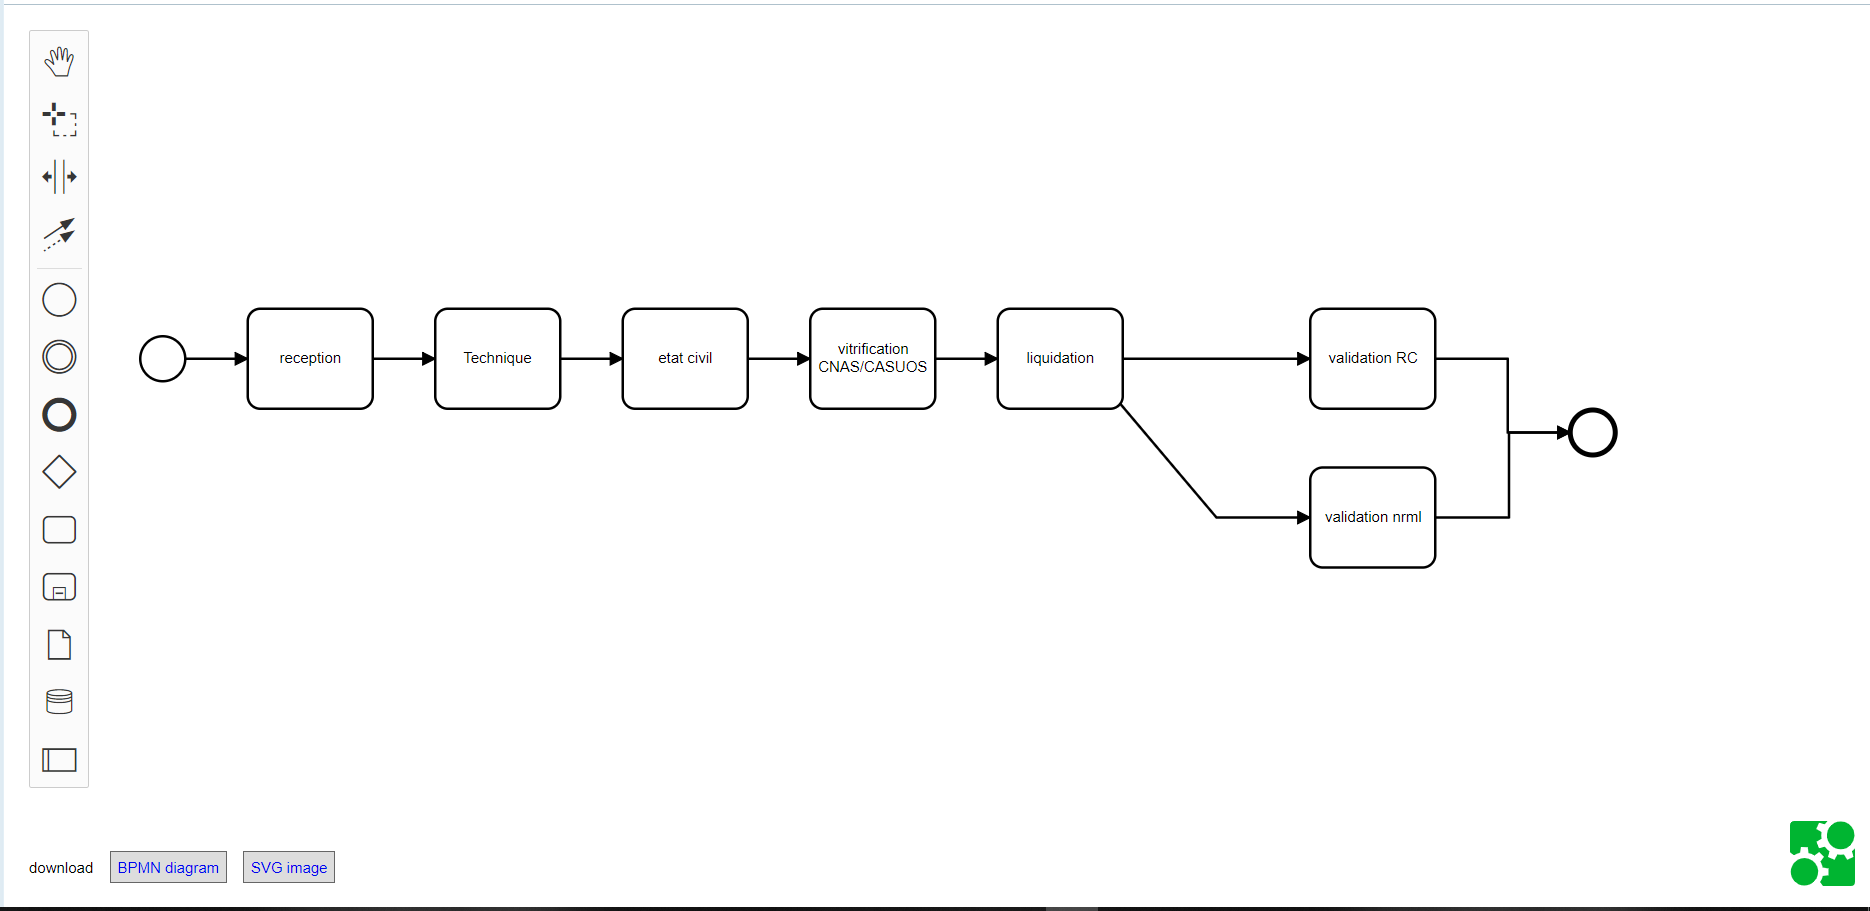 reception
Technique
etat civil
vitrification
CNAS/CASUOS
liquidation
validation RC
validation nrml
download
BPMN diagram
SVG image